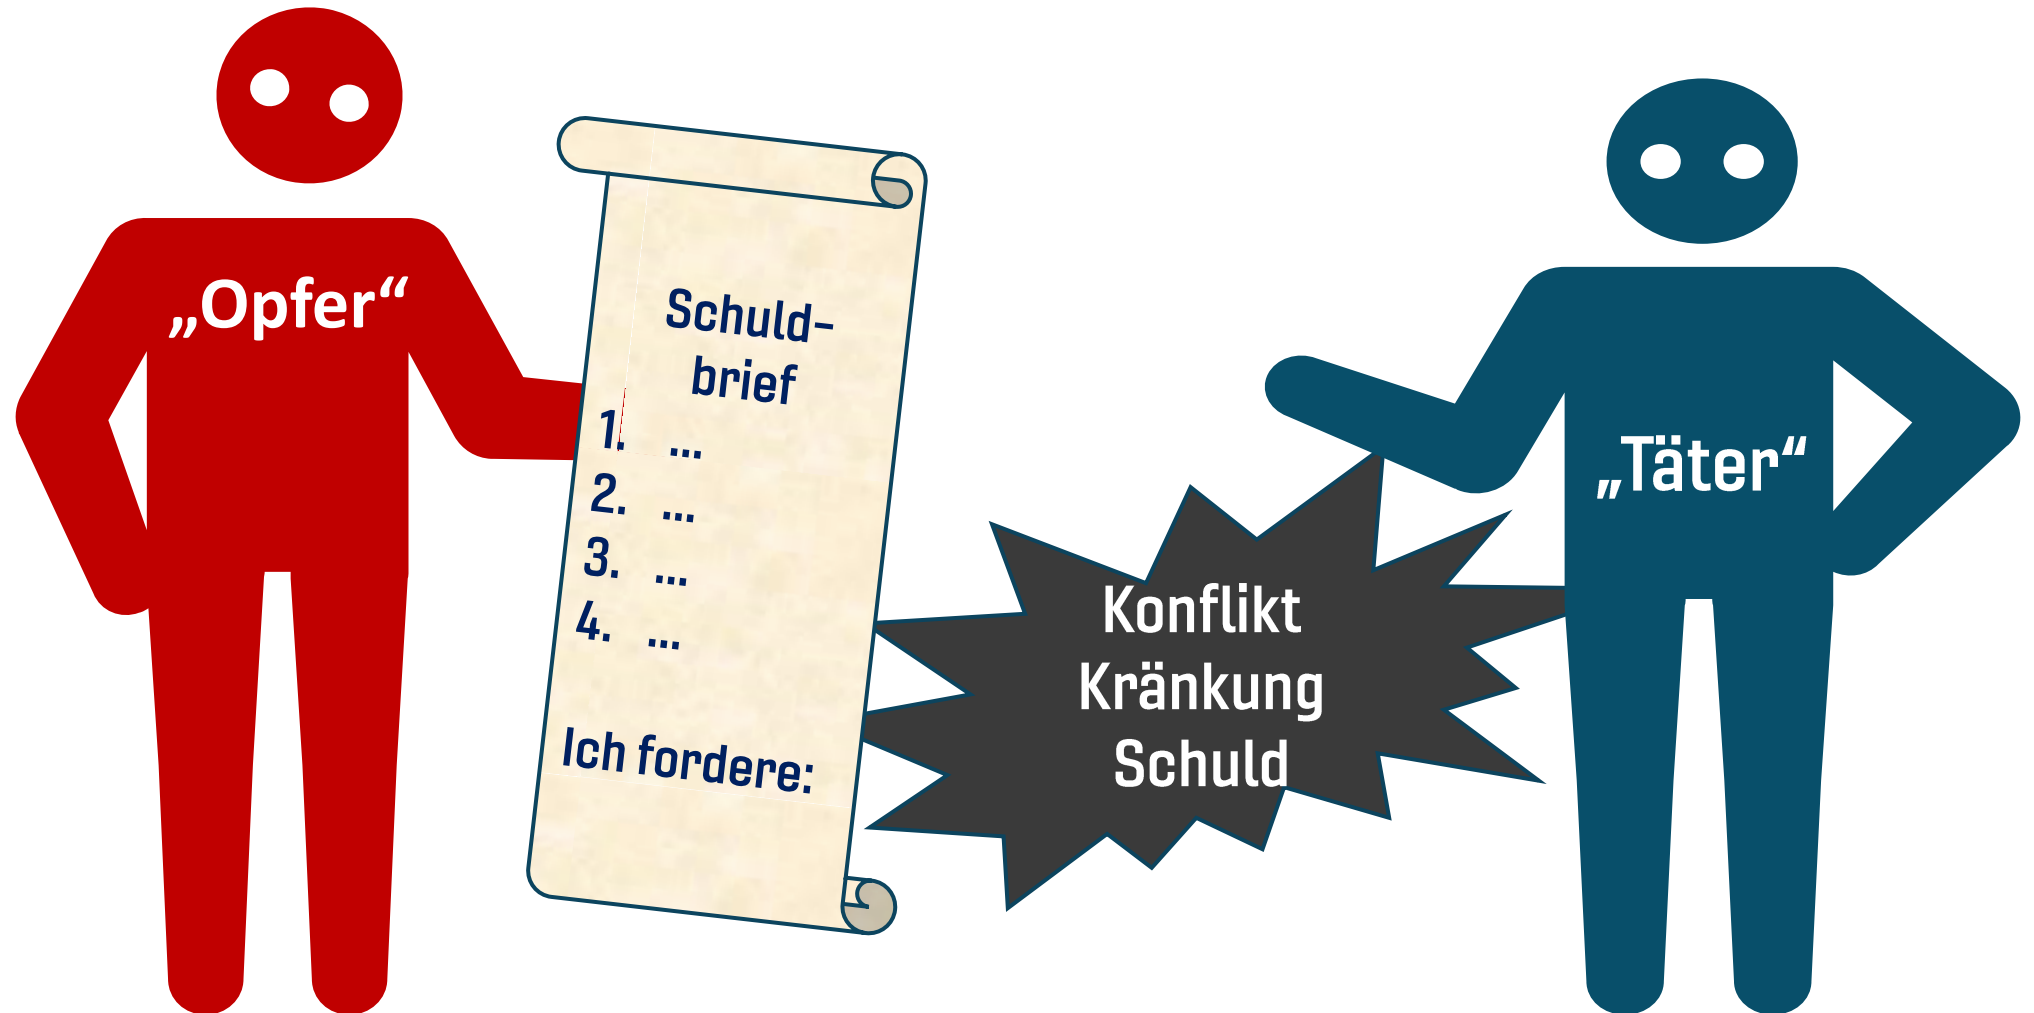 „Opfer“
Schuld-
brief
1. ...
2. ...
3. ...
4. ...
Ich fordere:
Konflikt
Kränkung
Schuld
„Täter“